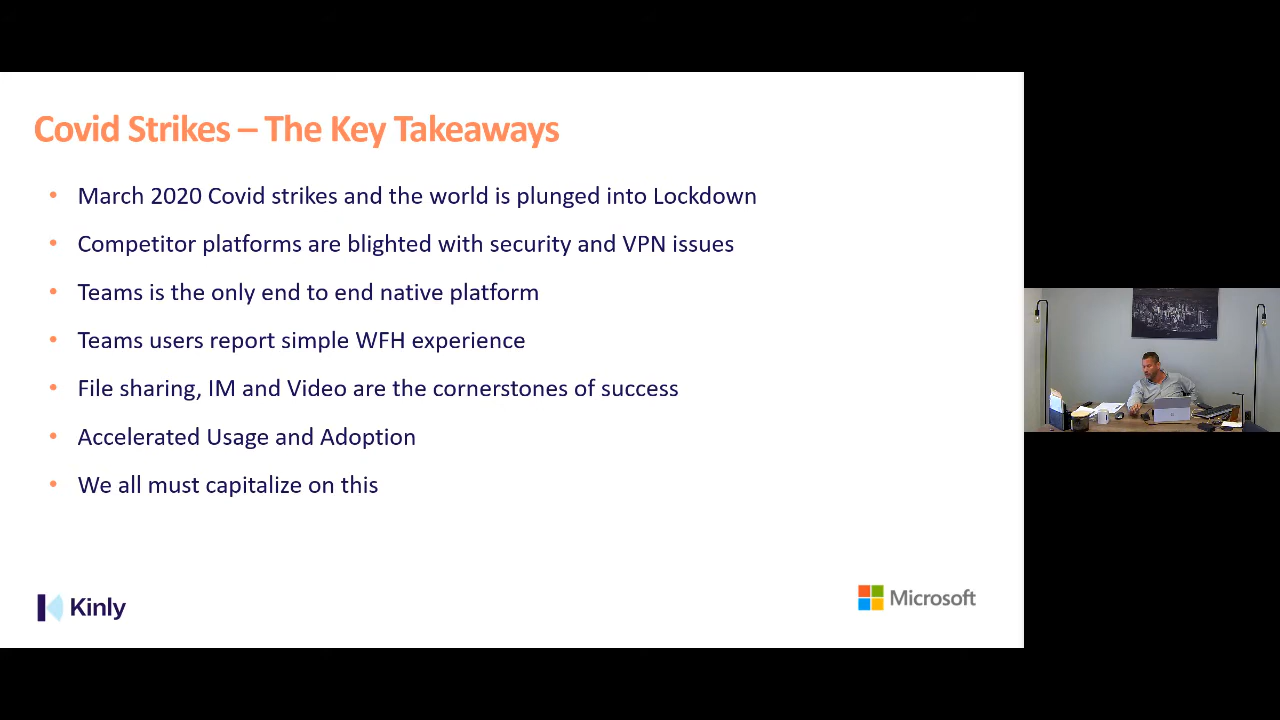 Covid Strikes – The Key Takeaways
• March 2020 Covid strikes and the world is plunged into Lockdown
• Competitor platforms are blighted with security and VPN issues
• Teams is the only end to end native platform
• Teams users report simple WFH experience
• File sharing, IM and Video are the cornerstones of success
• Accelerated Usage and Adoption
• We all must capitalize on this
Kinly
Microsoft